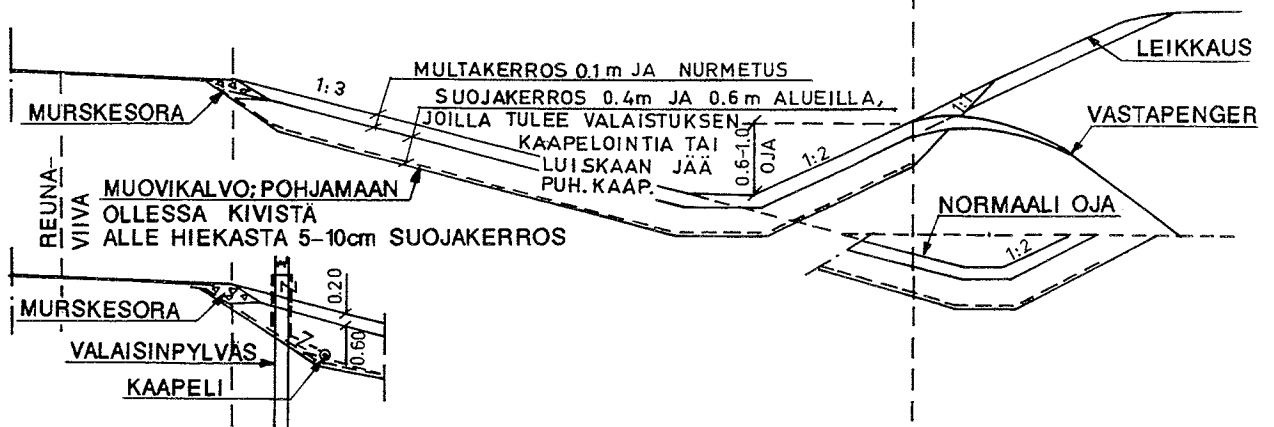 LEIKKAUS
1:3
MULTAKERROS 0.1 m JA NURMETUS
MURSKESORA
SUOJAKERROS 0.4m JA 0.6 m ALUEILLA,
JOILLA TULEE VALAISTUKSEN
KAAPELOINTIA TAI
LUISKAAN JÄÄ
PUH. KAAP.
0.6-1.0
OJA
1:2
1:1
VASTAPENGER
REUNA-
VIIVA
MUOVIKALVO; POHJAMAAN
OLLESSA KIVISTÄ
ALLE HIEKASTA 5-10cm SUOJAKERROS
NORMAALI OJA
1:2
MURSKESORA
0.20
0.60
VALAISINPYLVÄS
KAAPELI